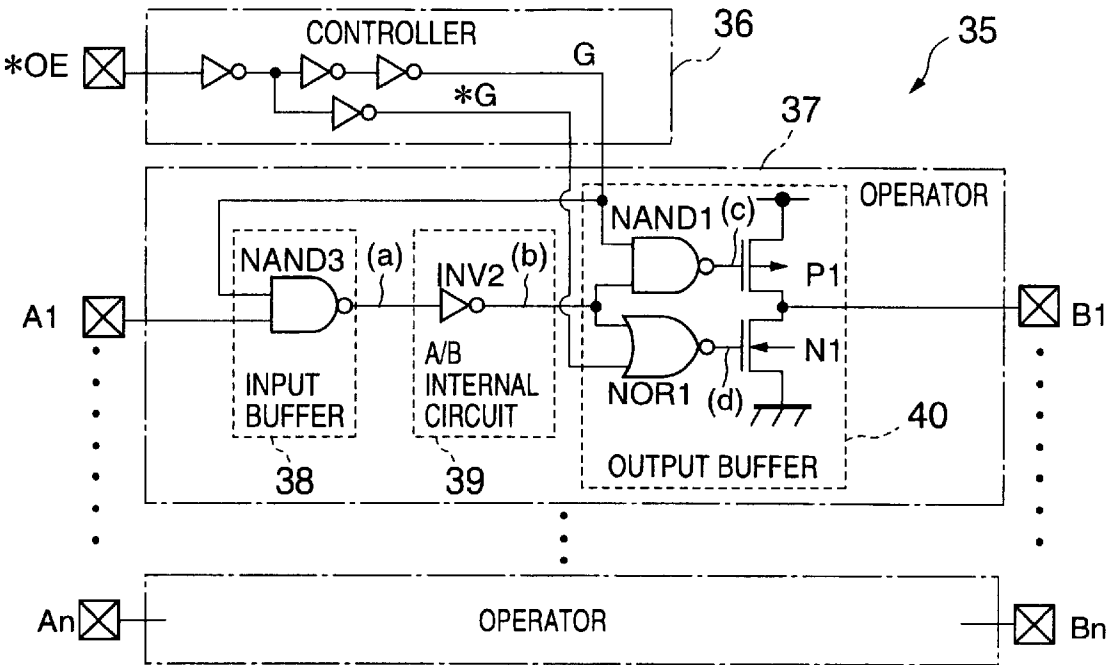 CONTROLLER
36
35
*OE
G
*G
37
OPERATOR
NAND1
(c)
NAND3
(a)
INV2
(b)
P1
A1
B1
N1
INPUT
BUFFER
A/B
INTERNAL
CIRCUIT
NOR1
(d)
40
38
39
OUTPUT BUFFER
An
OPERATOR
Bn